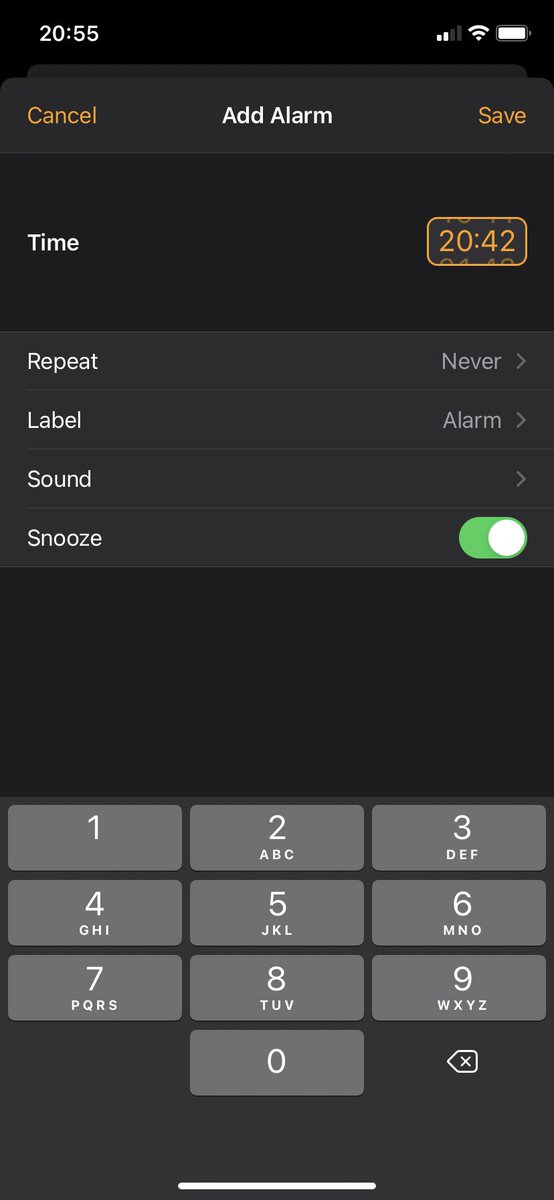 20:55
Cancel Add Alarm Save
Time 20:42
Repeat Never
Label Alarm
Sound
Snooze
1 2 3
ABC DEF
4 5 6
GHI JKL MNO
7 8 9
PQRS TUV WXYZ
0